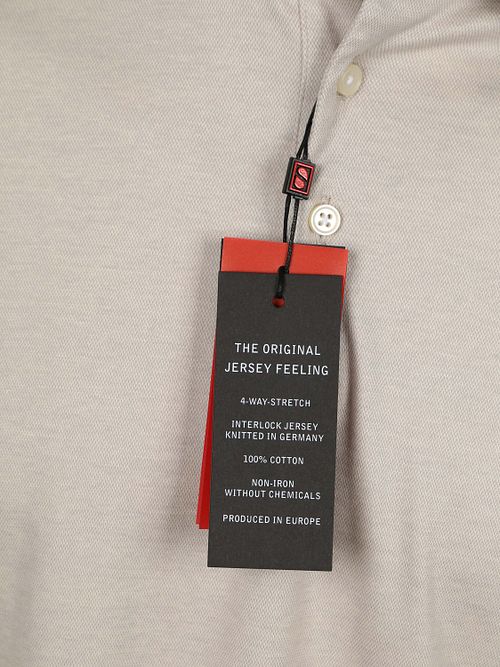 THE ORIGINAL
JERSEY FEELING
4-WAY-STRETCH
INTERLOCK JERSEY
KNITTED IN GERMANY
100% COTTON
NON-IRON
WITHOUT CHEMICALS
PRODUCED IN EUROPE